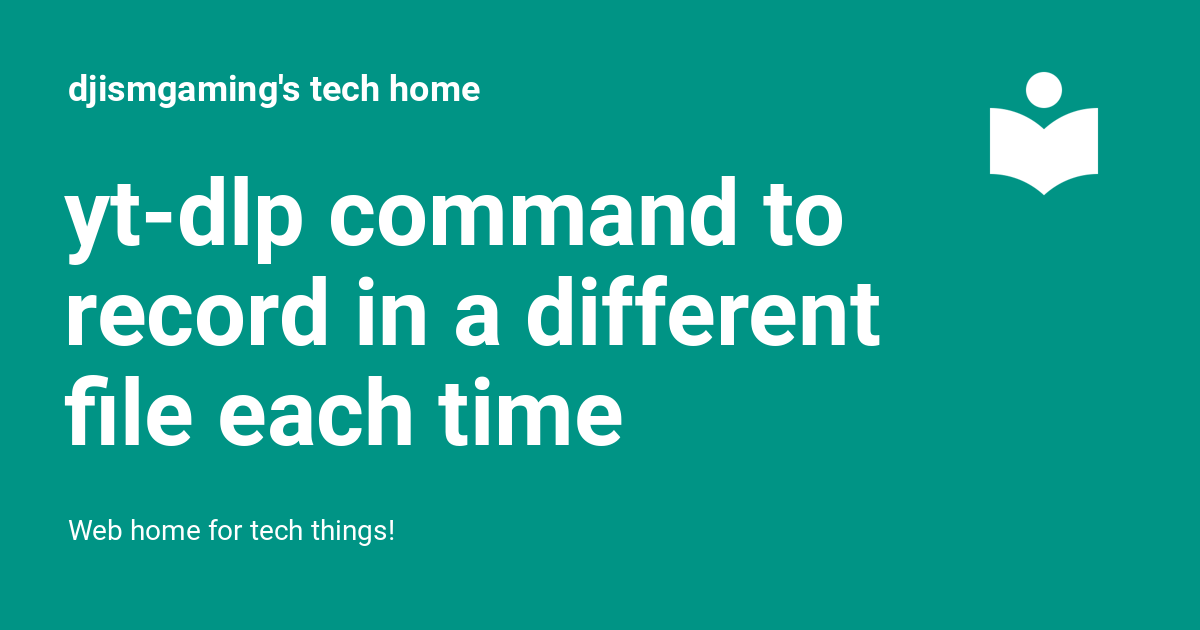 djismgaming's tech home
yt-dlp command to
record in a different
file each time
Web home for tech things!